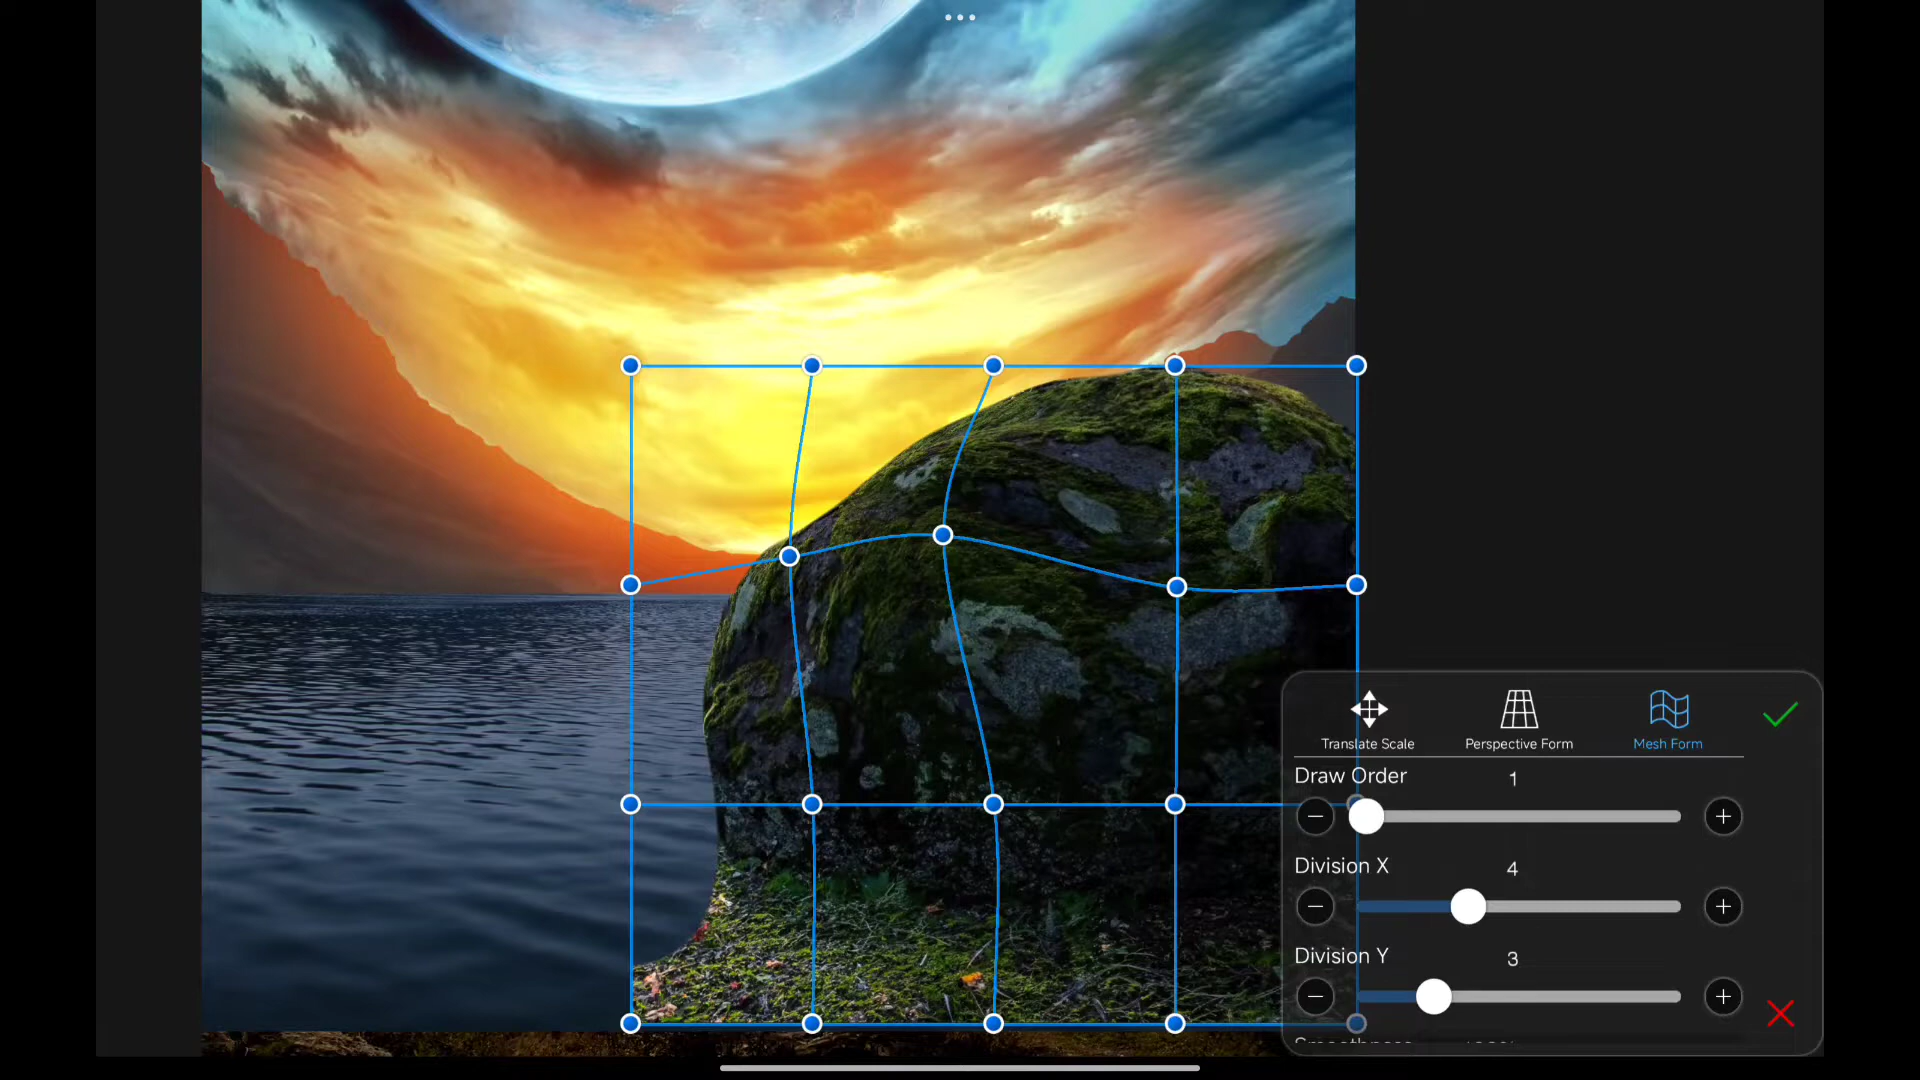 Translate Scale
Perspective Form
Mesh Form
Draw Order
1
Division X
4
Division Y
3